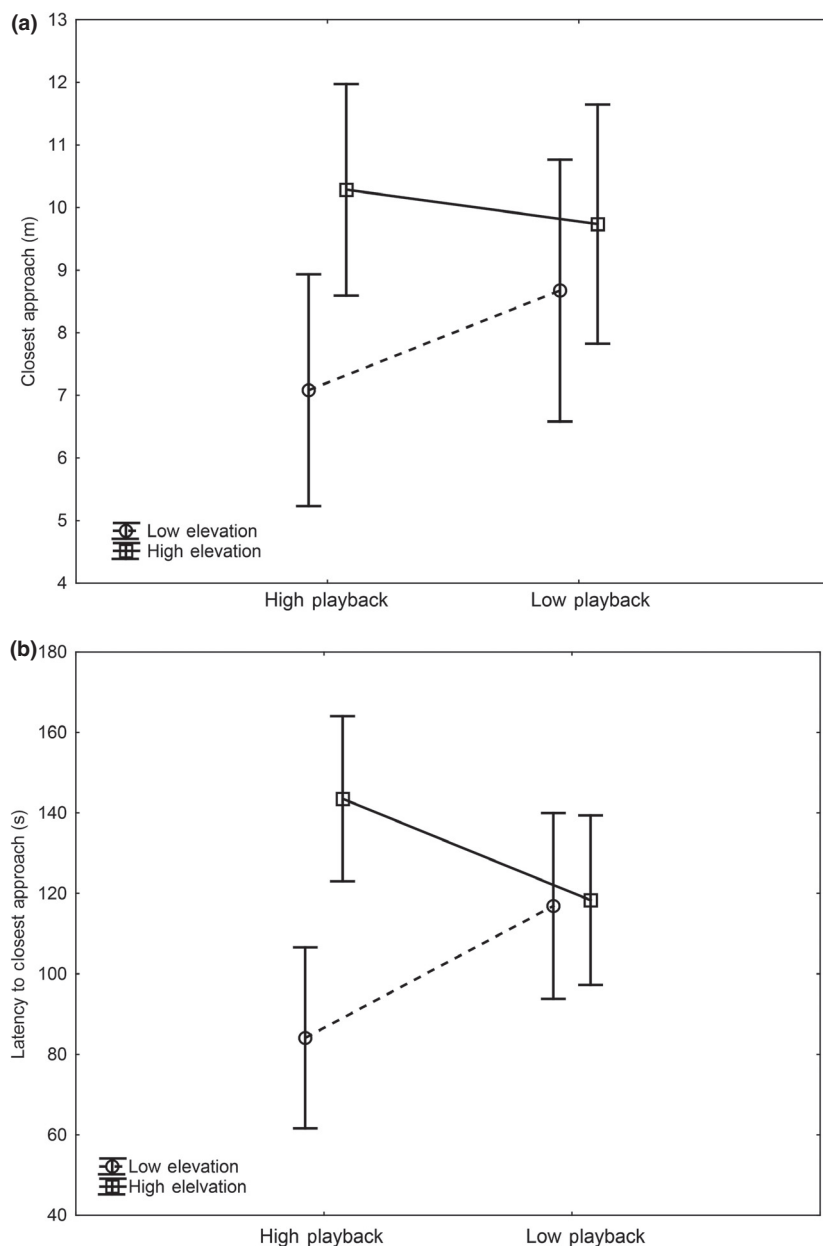 (a)
13
12
11
10
9
8
7
6
5
4
Closest approach (m)
Low elevation
High elevation
High playback Low playback
(b)
180
160
140
120
100
80
60
40
Latency to closest approach (s)
Low elevation
High elelvation
High playback Low playback